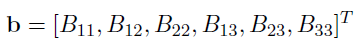 b = [B₁₁, B₁₂, B₂₂, B₁₃, B₂₃, B₃₃]ᵀ